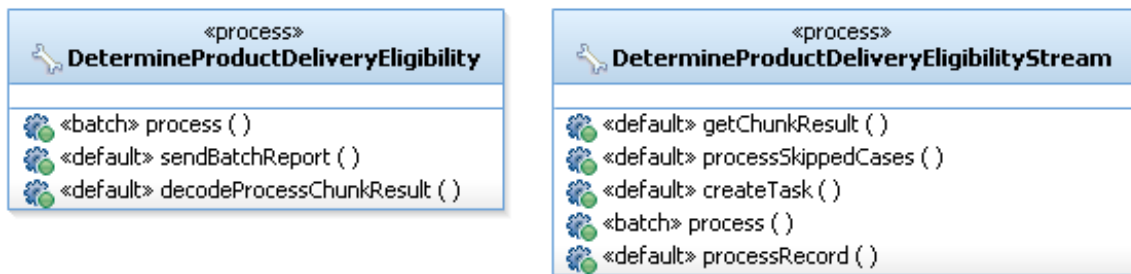 «process»
DetermineProductDeliveryEligibility
«batch» process ( )
«default» sendBatchReport ( )
«default» decodeProcessChunkResult ( )
«process»
DetermineProductDeliveryEligibilityStream
«default» getChunkResult ( )
«default» processSkippedCases ( )
«default» createTask ( )
«batch» process ( )
«default» processRecord ( )